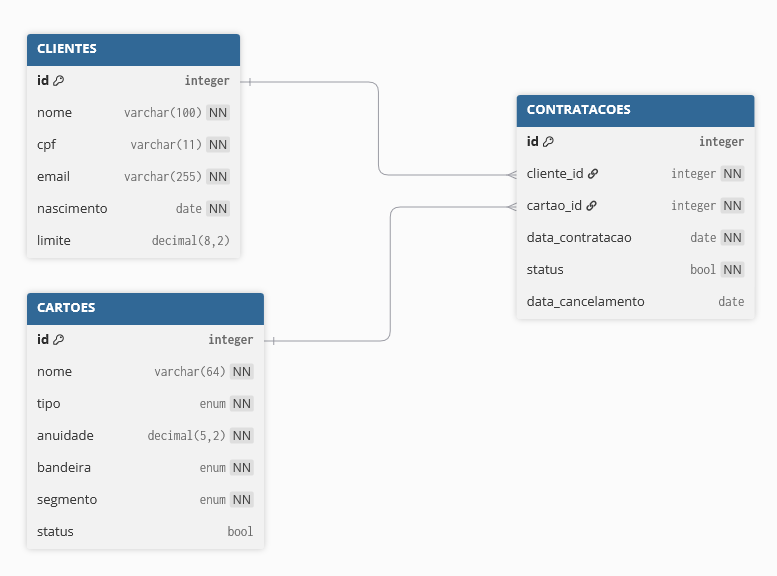 CLIENTES
id integer
nome varchar(100) NN
cpf varchar(11) NN
email varchar(255) NN
nascimento date NN
limite decimal(8,2)
CARTOES
id integer
nome varchar(64) NN
tipo enum NN
anuidade decimal(5,2) NN
bandeira enum NN
segmento enum NN
status bool
CONTRATACOES
id integer
cliente_id integer NN
cartao_id integer NN
data_contratacao date NN
status bool NN
data_cancelamento date